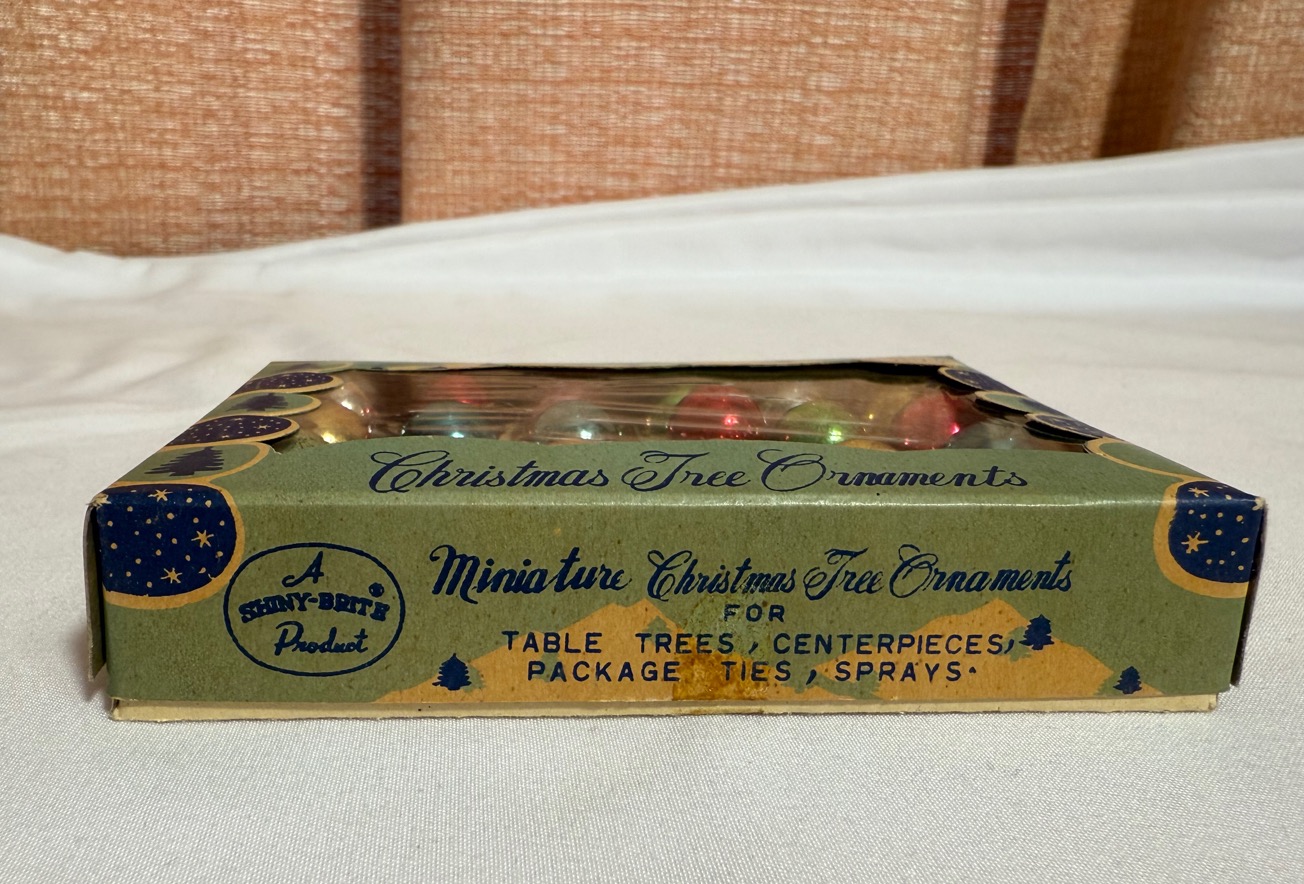 Christmas Tree Ornaments
A
SHINY-BRITE®
Product
Miniature Christmas Tree Ornaments
FOR
TABLE TREES, CENTERPIECES,
PACKAGE TIES, SPRAYS.